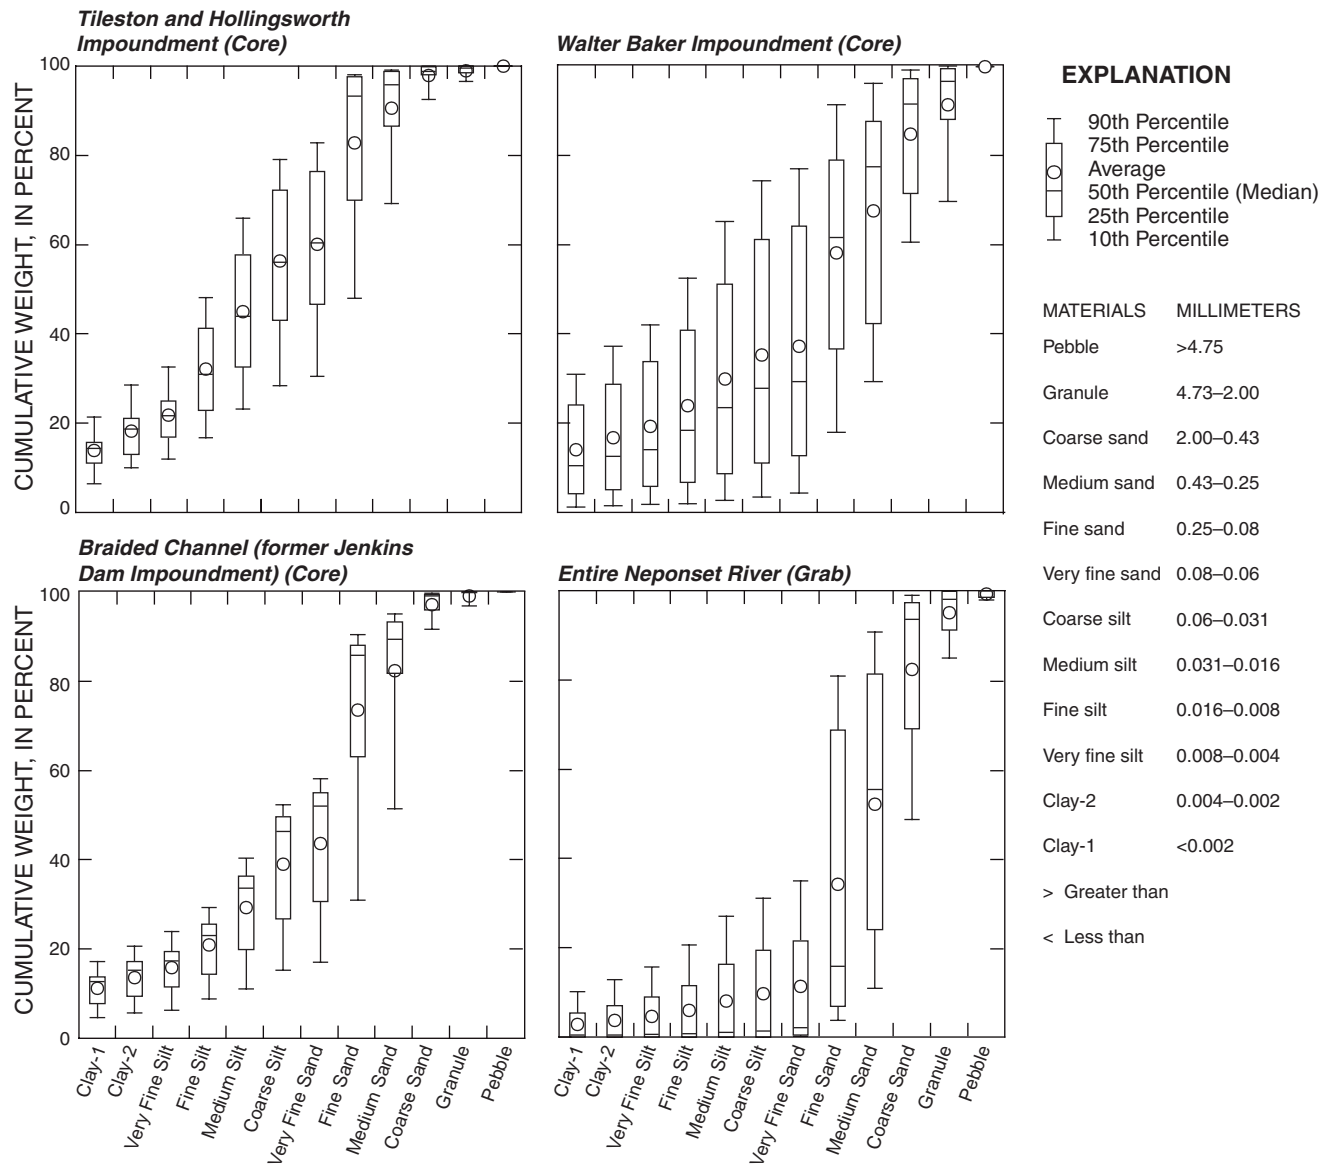 Tileston and Hollingsworth
Impoundment (Core)
Walter Baker Impoundment (Core)
CUMULATIVE WEIGHT, IN PERCENT
100
80
60
40
20
0
Braided Channel (former Jenkins
Dam Impoundment) (Core)
Entire Neponset River (Grab)
CUMULATIVE WEIGHT, IN PERCENT
100
80
60
40
20
0
Clay-1
Clay-2
Very Fine Silt
Fine Silt
Medium Silt
Coarse Silt
Very Fine Sand
Fine Sand
Medium Sand
Coarse Sand
Granule
Pebble
Clay-1
Clay-2
Very Fine Silt
Fine Silt
Medium Silt
Coarse Silt
Very Fine Sand
Fine Sand
Medium Sand
Coarse Sand
Granule
Pebble
EXPLANATION
90th Percentile
75th Percentile
Average
50th Percentile (Median)
25th Percentile
10th Percentile
MATERIALS MILLIMETERS
Pebble >4.75
Granule 4.73–2.00
Coarse sand 2.00–0.43
Medium sand 0.43–0.25
Fine sand 0.25–0.08
Very fine sand 0.08–0.06
Coarse silt 0.06–0.031
Medium silt 0.031–0.016
Fine silt 0.016–0.008
Very fine silt 0.008–0.004
Clay-2 0.004–0.002
Clay-1 <0.002
> Greater than
< Less than